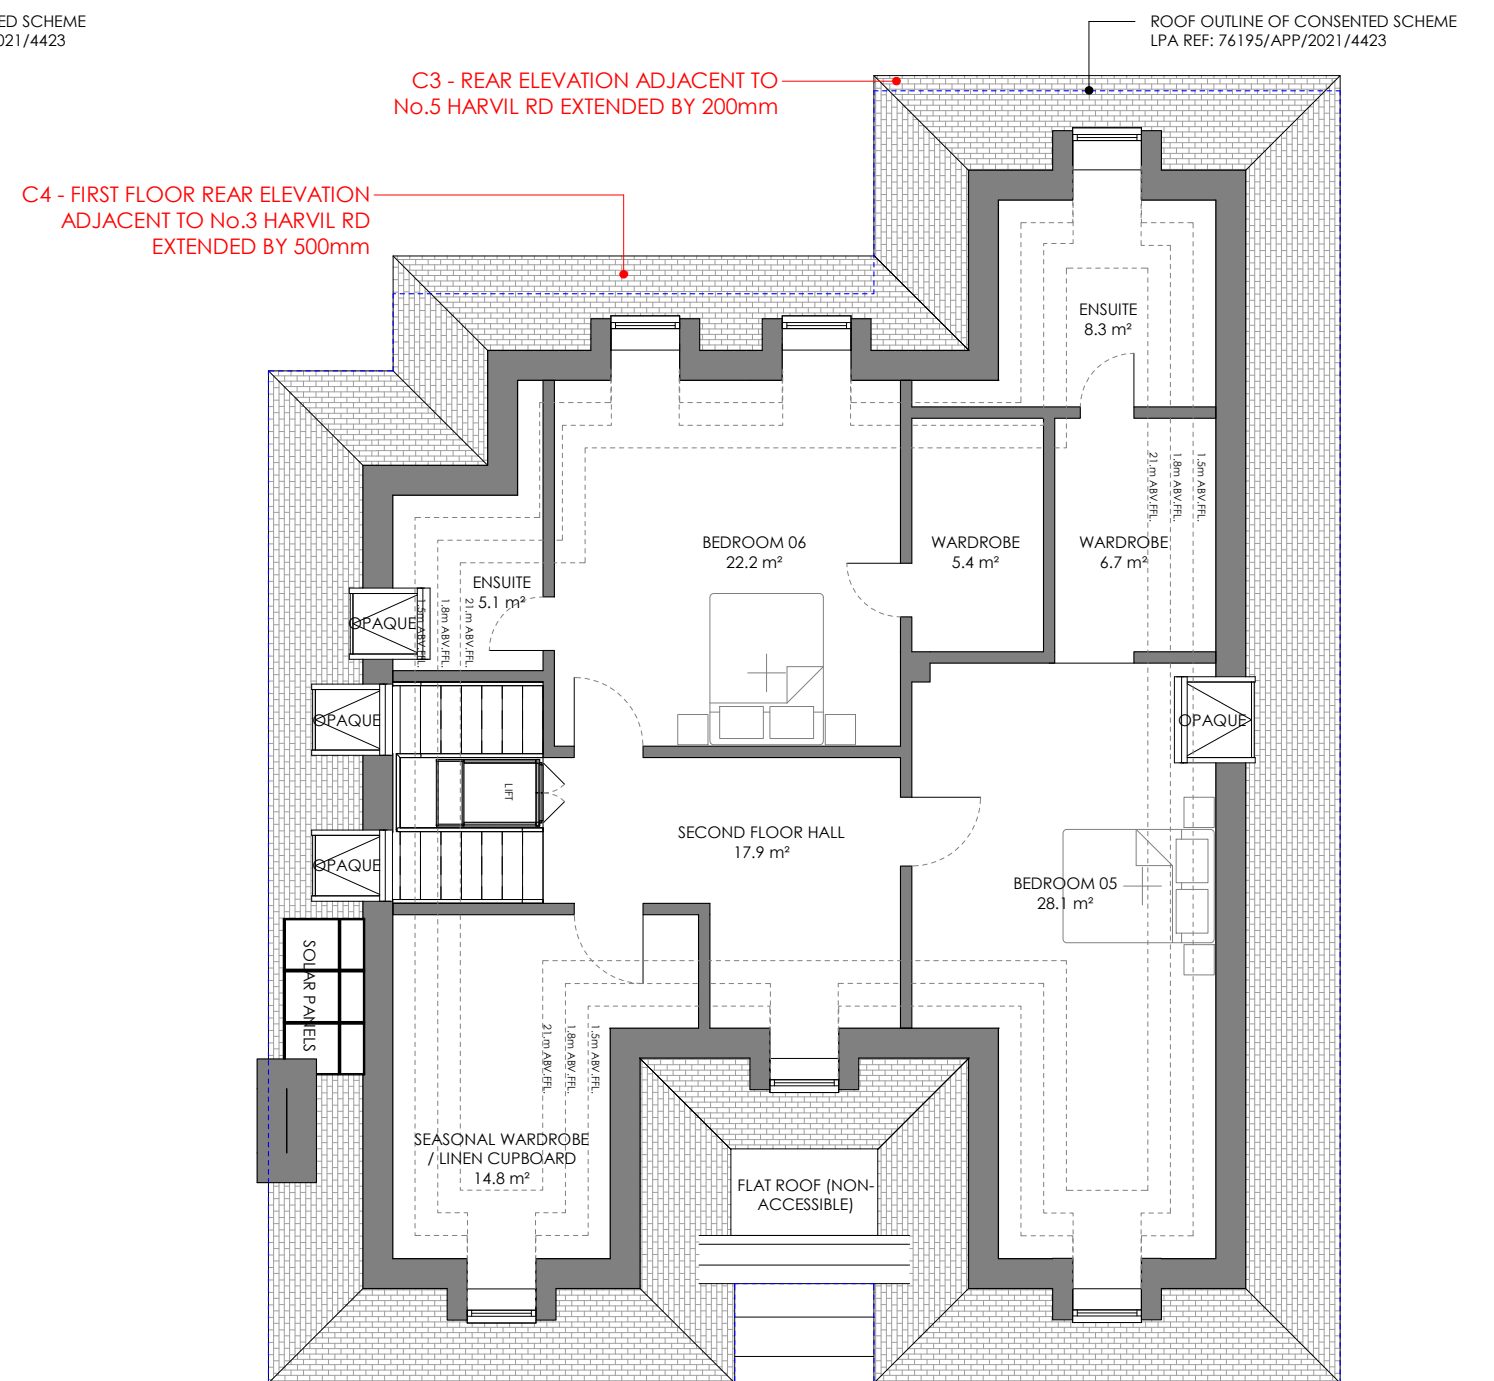 ED SCHEME
021/4423
ROOF OUTLINE OF CONSENTED SCHEME
LPA REF: 76195/APP/2021/4423
C3 - REAR ELEVATION ADJACENT TO
No.5 HARVIL RD EXTENDED BY 200mm
C4 - FIRST FLOOR REAR ELEVATION
ADJACENT TO No.3 HARVIL RD
EXTENDED BY 500mm
ENSUITE
8.3 m²
21.m ABV.FFL.
1.8m ABV.FFL.
1.5m ABV.FFL.
BEDROOM 06
22.2 m²
WARDROBE
5.4 m²
WARDROBE
6.7 m²
ENSUITE
5.1 m²
1.5m ABV.FFL.
1.8m ABV.FFL.
21.m ABV.FFL.
OPAQUE
OPAQUE
OPAQUE
LIFT
SECOND FLOOR HALL
17.9 m²
OPAQUE
BEDROOM 05
28.1 m²
SOLAR PANELS
21.m ABV.FFL.
1.8m ABV.FFL.
1.5m ABV.FFL.
SEASONAL WARDROBE
/ LINEN CUPBOARD
14.8 m²
FLAT ROOF (NON-
ACCESSIBLE)